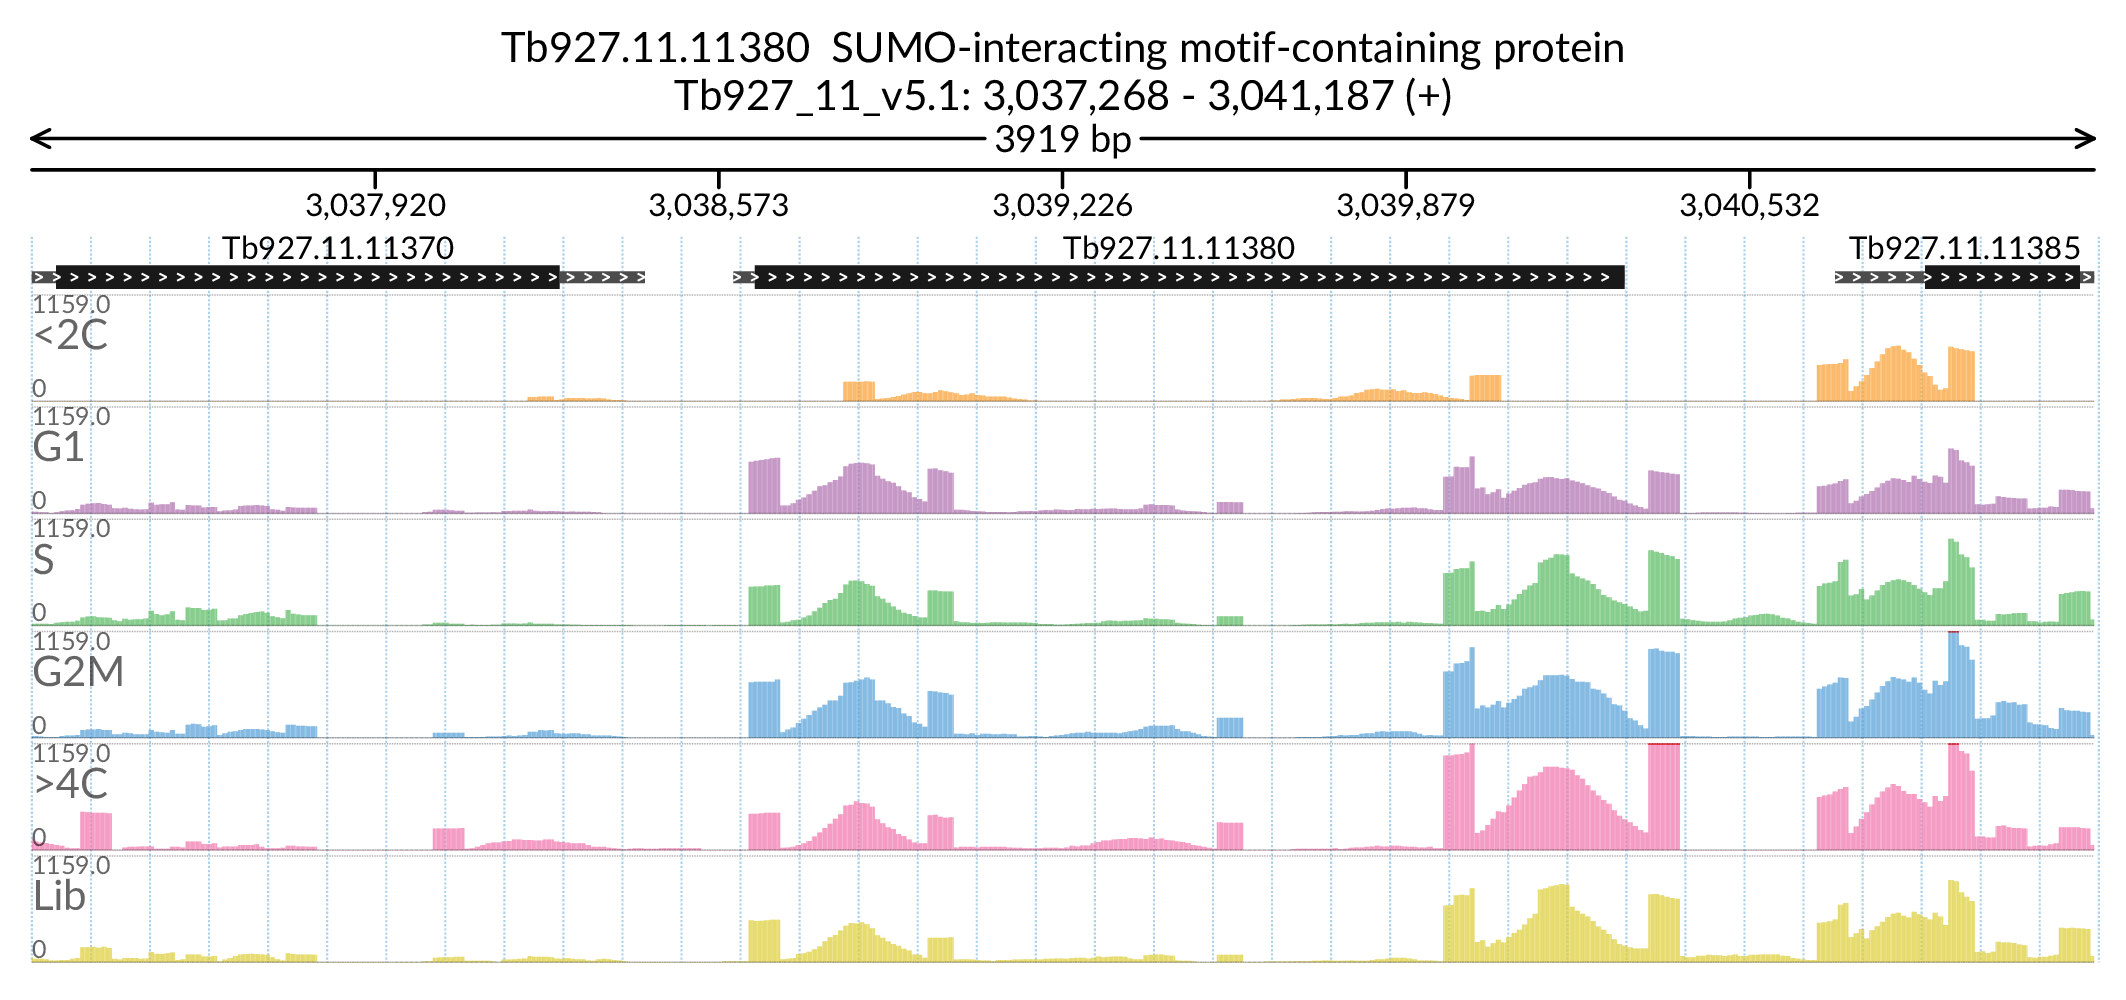 Tb927.11.11380 SUMO-interacting motif-containing protein
Tb927_11_v5.1: 3,037,268 - 3,041,187 (+)
3919 bp
3,037,920 3,038,573 3,039,226 3,039,879 3,040,532
Tb927.11.11370 Tb927.11.11380 Tb927.11.11385
1159.0
<2C
0
1159.0
G1
0
1159.0
S
0
1159.0
G2M
0
1159.0
>4C
0
1159.0
Lib
0